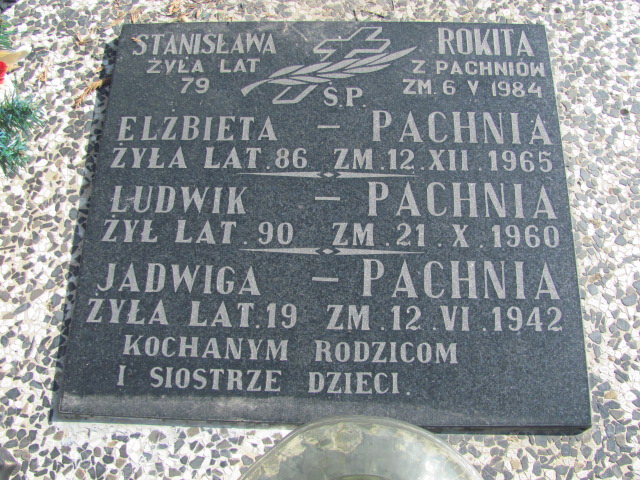 STANISŁAWA ROKITA
ŻYŁA LAT Z PACHNIÓW
79 ZM. 6 V 1984
Ś.P.
ELZBIETA – PACHNIA
ŻYŁA LAT. 86 ZM. 12. XII. 1965
LUDWIK – PACHNIA
ŻYŁ LAT. 90 ZM. 21. X. 1960
JADWIGA – PACHNIA
ŻYŁA LAT. 19 ZM. 12. VI. 1942
KOCHANYM RODZICOM
I SIOSTRZE DZIECI.